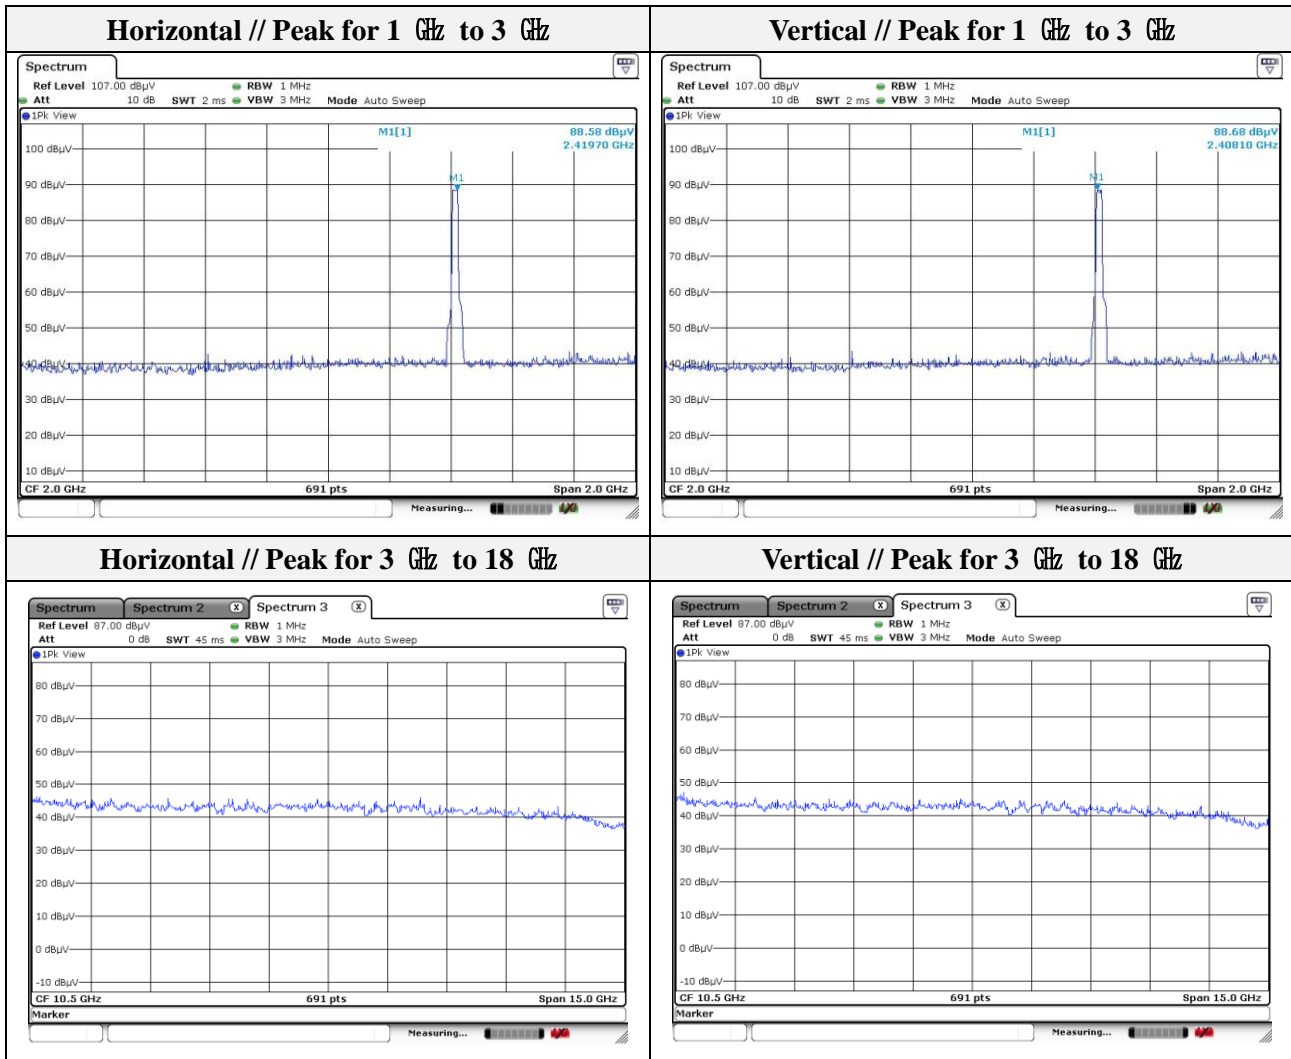 Horizontal // Peak for 1 ㎓ to 3 ㎓
Spectrum
Ref Level 107.00 dBµV RBW 1 MHz
Att 10 dB SWT 2 ms VBW 3 MHz Mode Auto Sweep
1Pk View
M1[1] 88.58 dBµV
2.41970 GHz
100 dBµV
M1
90 dBµV
80 dBµV
70 dBµV
60 dBµV
50 dBµV
40 dBµV
30 dBµV
20 dBµV
10 dBµV
CF 2.0 GHz 691 pts Span 2.0 GHz
Measuring...
Vertical // Peak for 1 ㎓ to 3 ㎓
Spectrum
Ref Level 107.00 dBµV RBW 1 MHz
Att 10 dB SWT 2 ms VBW 3 MHz Mode Auto Sweep
1Pk View
M1[1] 88.68 dBµV
2.40810 GHz
100 dBµV
M1
90 dBµV
80 dBµV
70 dBµV
60 dBµV
50 dBµV
40 dBµV
30 dBµV
20 dBµV
10 dBµV
CF 2.0 GHz 691 pts Span 2.0 GHz
Measuring...
Horizontal // Peak for 3 ㎓ to 18 ㎓
Spectrum Spectrum 2 X Spectrum 3 X
Ref Level 87.00 dBµV RBW 1 MHz
Att 0 dB SWT 45 ms VBW 3 MHz Mode Auto Sweep
1Pk View
80 dBµV
70 dBµV
60 dBµV
50 dBµV
40 dBµV
30 dBµV
20 dBµV
10 dBµV
0 dBµV
-10 dBµV
CF 10.5 GHz 691 pts Span 15.0 GHz
Marker
Measuring...
Vertical // Peak for 3 ㎓ to 18 ㎓
Spectrum Spectrum 2 X Spectrum 3 X
Ref Level 87.00 dBµV RBW 1 MHz
Att 0 dB SWT 45 ms VBW 3 MHz Mode Auto Sweep
1Pk View
80 dBµV
70 dBµV
60 dBµV
50 dBµV
40 dBµV
30 dBµV
20 dBµV
10 dBµV
0 dBµV
-10 dBµV
CF 10.5 GHz 691 pts Span 15.0 GHz
Marker
Measuring...